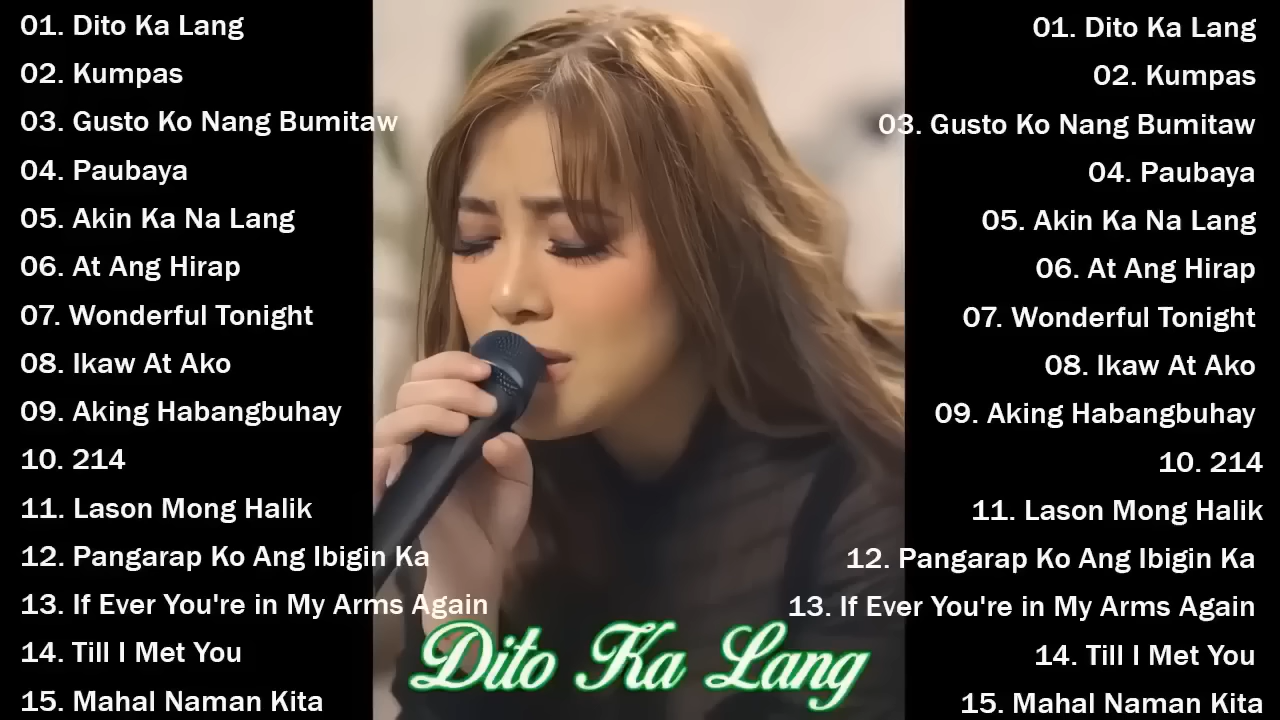 01. Dito Ka Lang
02. Kumpas
03. Gusto Ko Nang Bumitaw
04. Paubaya
05. Akin Ka Na Lang
06. At Ang Hirap
07. Wonderful Tonight
08. Ikaw At Ako
09. Aking Habangbuhay
10. 214
11. Lason Mong Halik
12. Pangarap Ko Ang Ibigin Ka
13. If Ever You're in My Arms Again
14. Till I Met You
15. Mahal Naman Kita
Dito Ka Lang
01. Dito Ka Lang
02. Kumpas
03. Gusto Ko Nang Bumitaw
04. Paubaya
05. Akin Ka Na Lang
06. At Ang Hirap
07. Wonderful Tonight
08. Ikaw At Ako
09. Aking Habangbuhay
10. 214
11. Lason Mong Halik
12. Pangarap Ko Ang Ibigin Ka
13. If Ever You're in My Arms Again
14. Till I Met You
15. Mahal Naman Kita